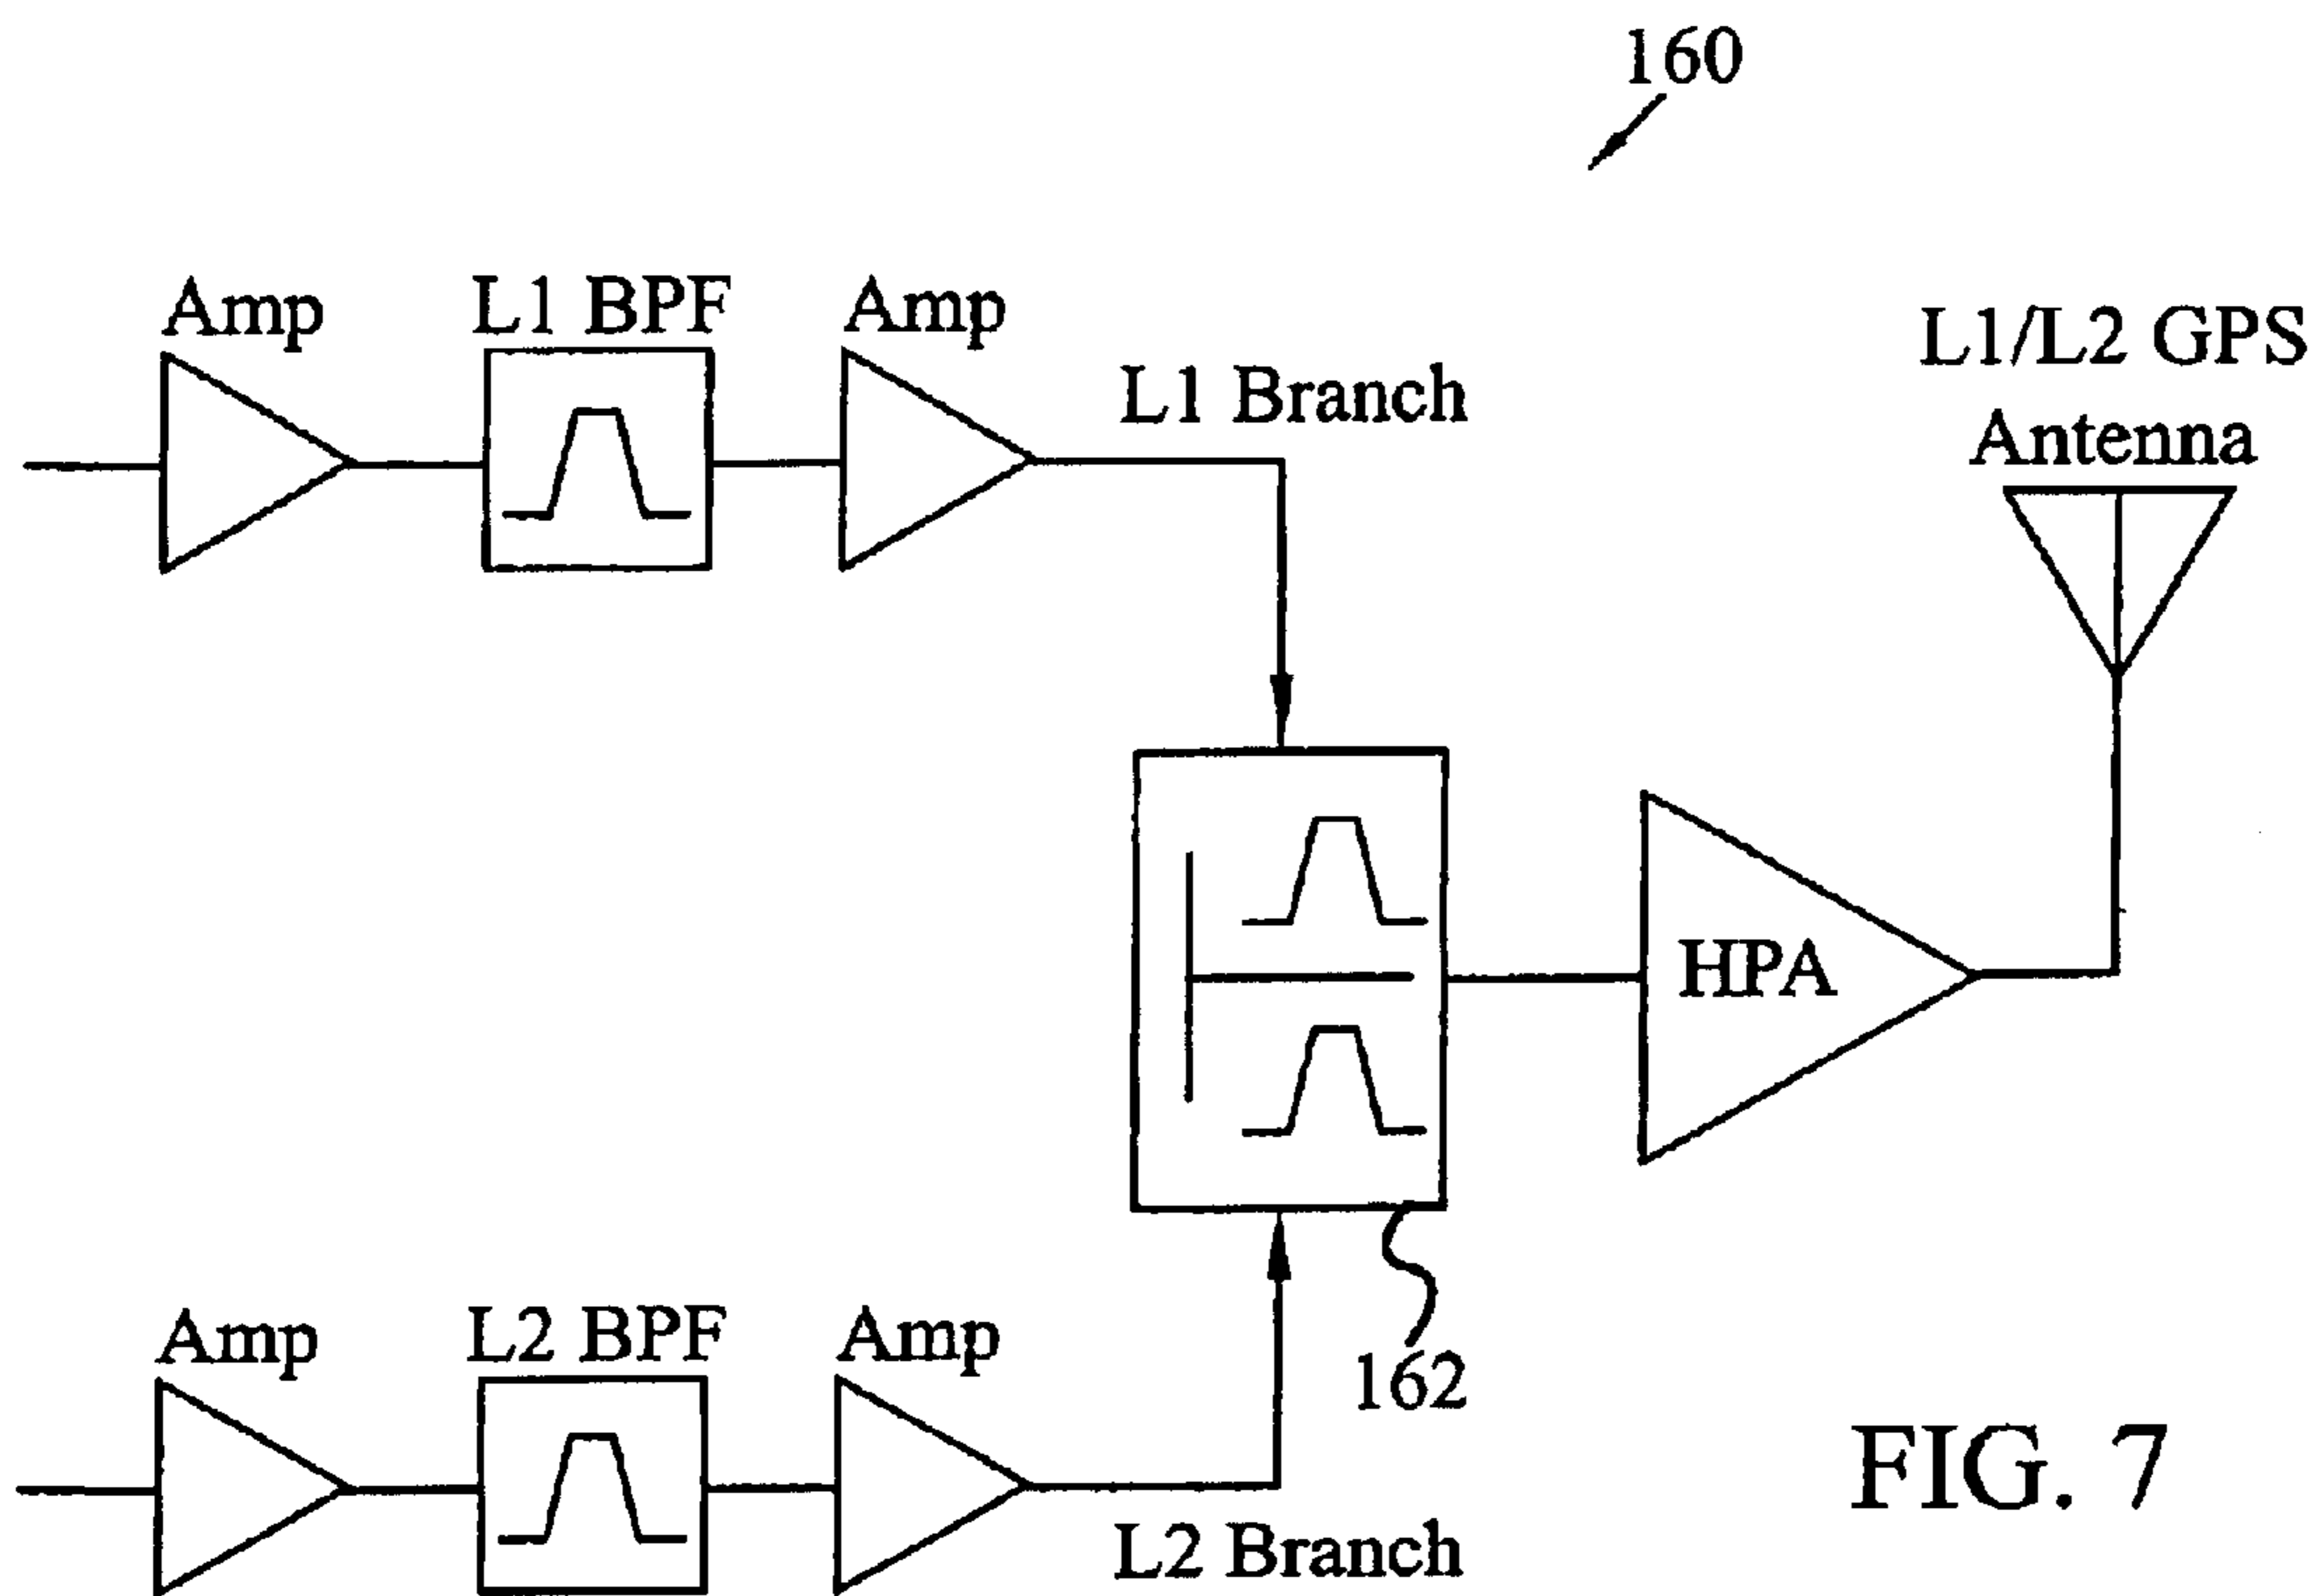 160
Amp
L1 BPF
Amp
L1 Branch
L1/L2 GPS
Antenna
HPA
Amp
L2 BPF
Amp
162
L2 Branch
FIG. 7